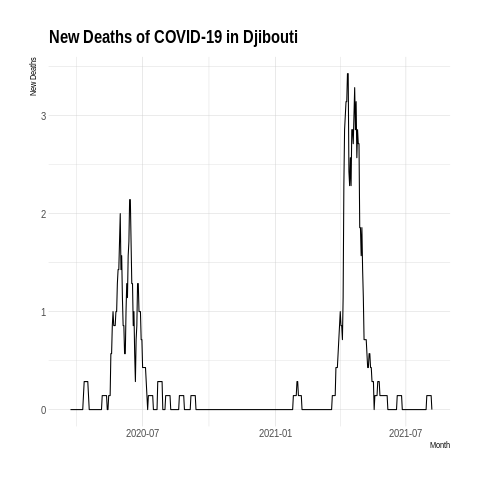 New Deaths of COVID-19 in Djibouti
New Deaths
3
2
1
0
2020-07
2021-01
2021-07
Month